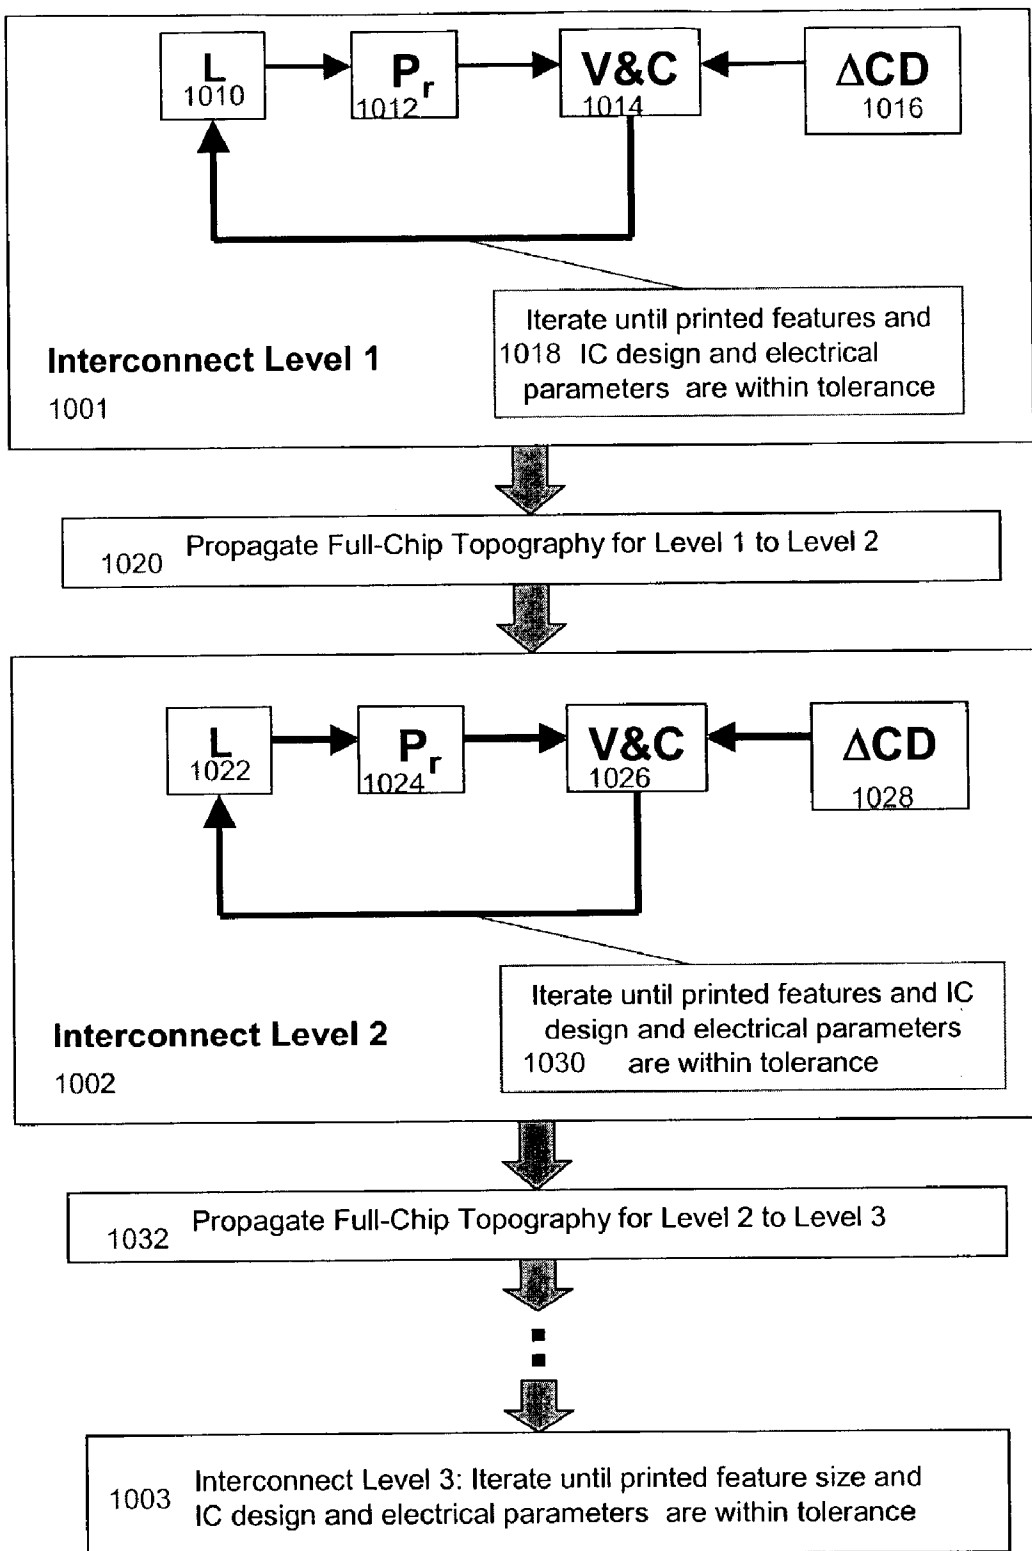 L
1010
Pr
1012
V&C
1014
ΔCD
1016
Iterate until printed features and
1018 IC design and electrical
parameters are within tolerance
Interconnect Level 1
1001
1020 Propagate Full-Chip Topography for Level 1 to Level 2
L
1022
Pr
1024
V&C
1026
ΔCD
1028
Iterate until printed features and IC
design and electrical parameters
1030 are within tolerance
Interconnect Level 2
1002
1032 Propagate Full-Chip Topography for Level 2 to Level 3
1003 Interconnect Level 3: Iterate until printed feature size and
IC design and electrical parameters are within tolerance